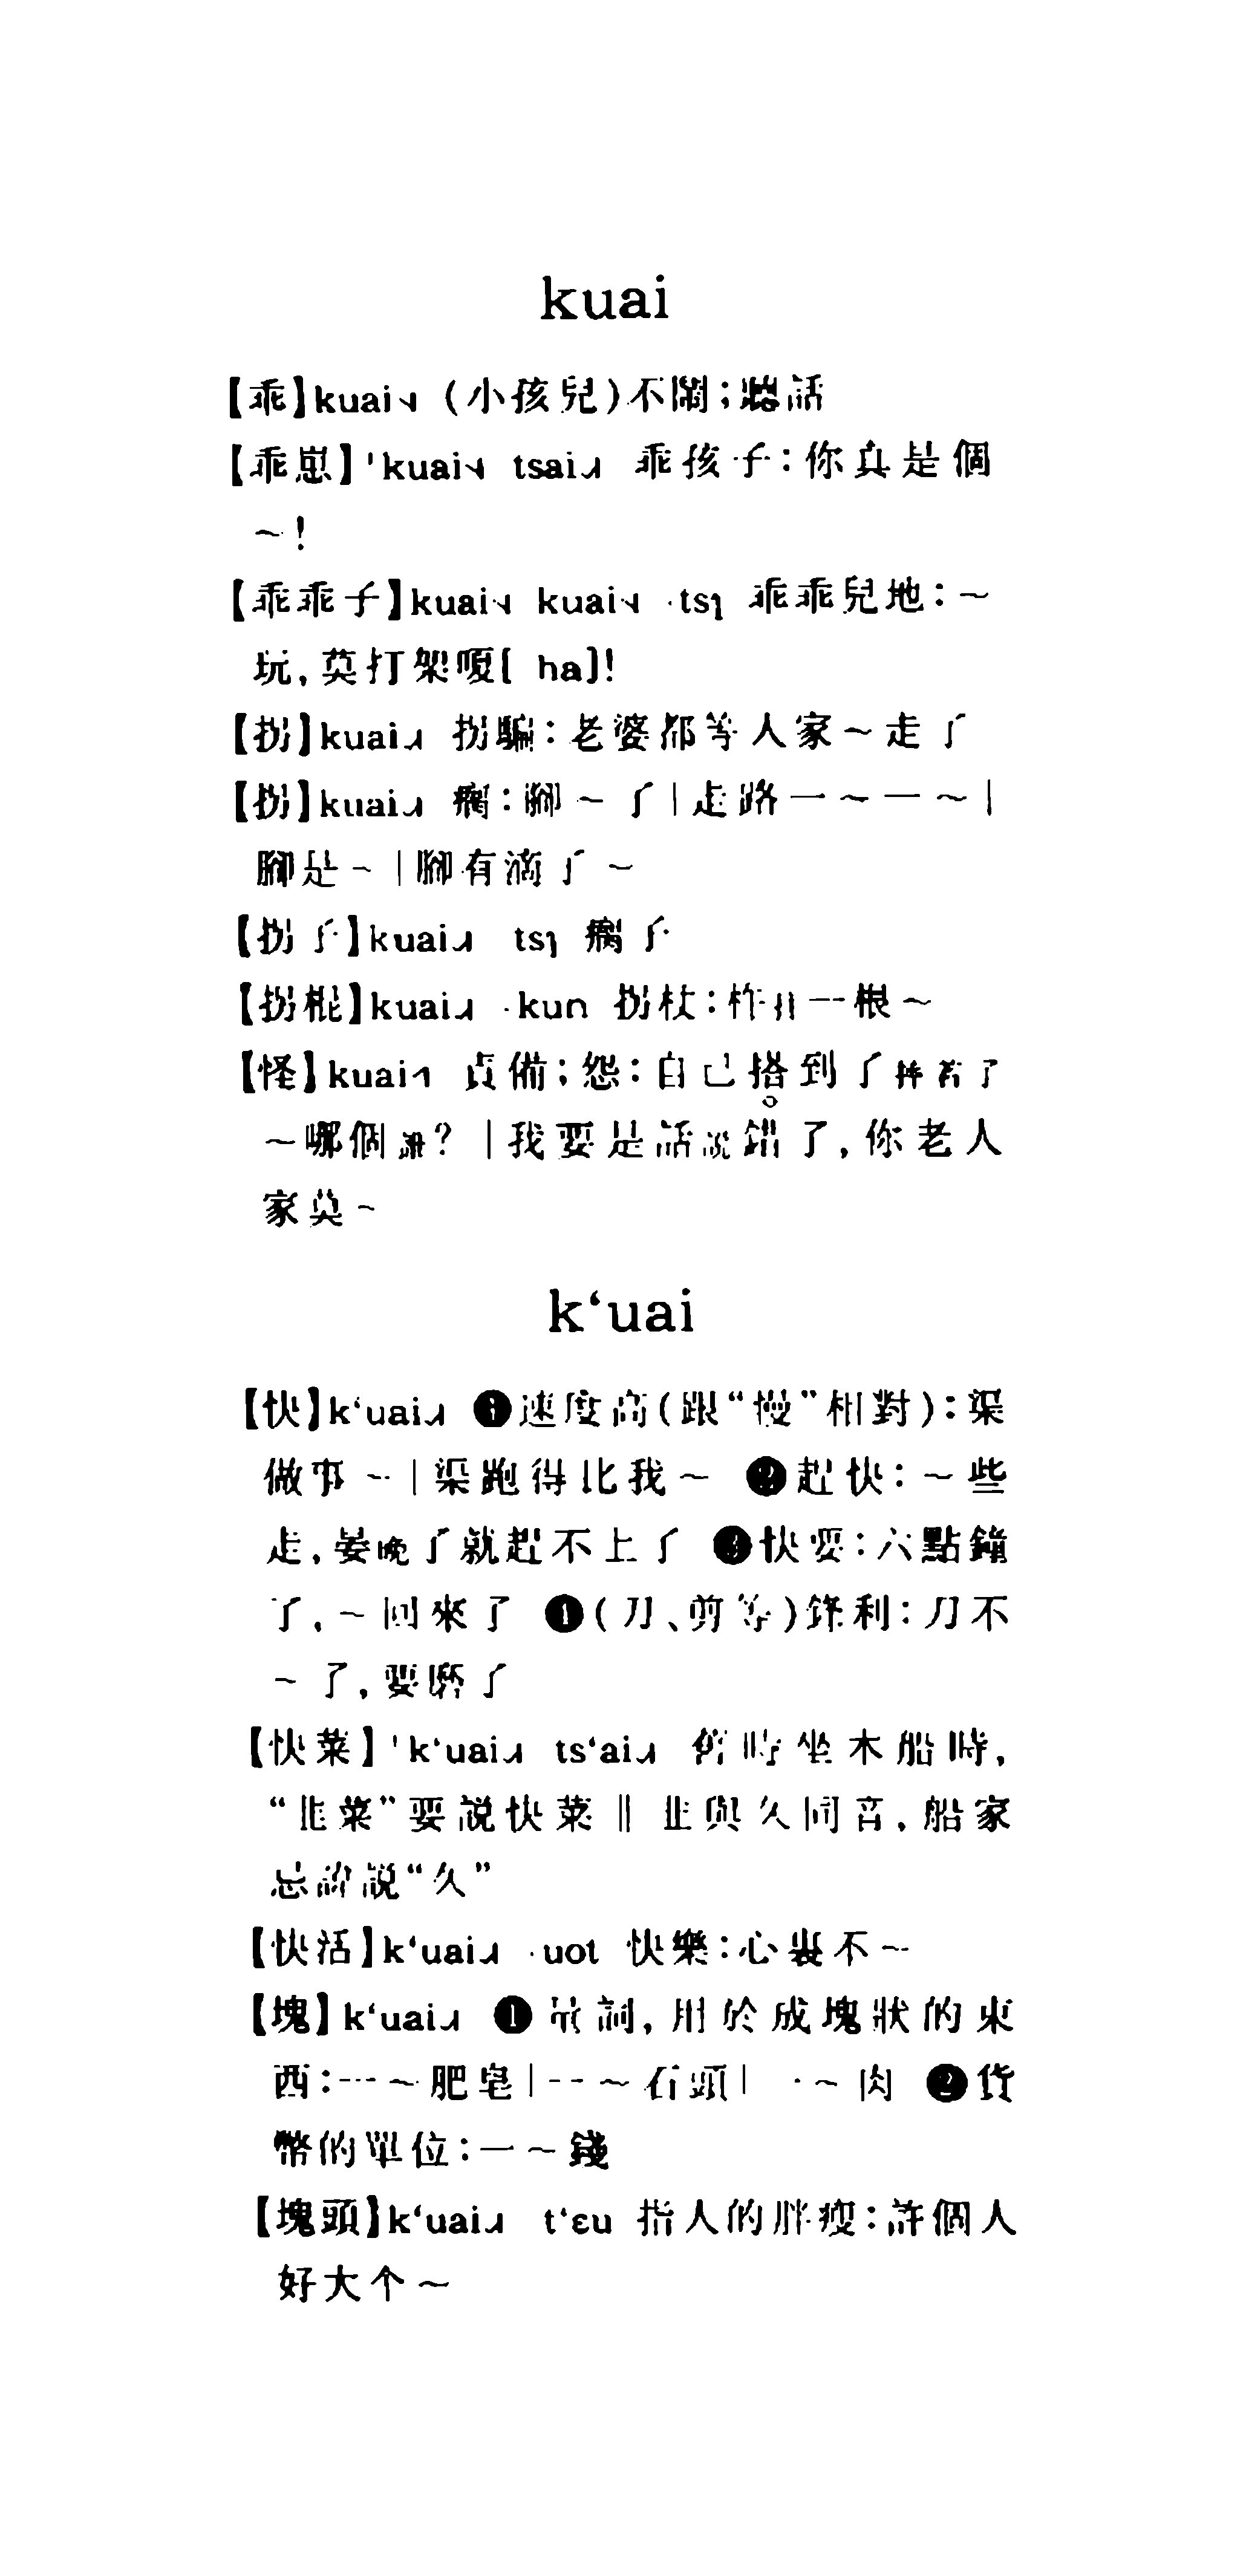 kuai
【乖】kuai˧˨ (小孩兒)不鬧;聽話
【乖崽】'kuai˧˨ tsai˨˩ 乖孩子:你真是個
～!
【乖乖子】kuai˧˨ kuai˧˨ ·tsʅ 乖乖兒地:～
玩,莫打架嗄[ ha]!
【拐】kuai˨˩ 拐騙:老婆都等人家～走了
【拐】kuai˨˩ 瘸:腳～了|走路一～一～|
腳是～|腳有滴子～
【拐子】kuai˨˩ tsʅ 瘸子
【拐棍】kuai˨˩ ·kun 拐杖:柞一根～
【怪】kuai 責備;怨:自己搭到了摔着了
～哪個誰? |我要是話說錯了,你老人
家莫～
k‘uai
【快】k‘uai˨˩ ❶速度高(跟“慢”相對):渠
做事～|渠跑得比我～ ❷趕快:～些
走,晏晚了就趕不上了 ❸快要:六點鐘
了,～回來了 ❹(刀、剪等)鋒利:刀不
～了,要磨了
【快菜】'k‘uai˨˩ ts‘ai˨˩ 舊時坐木船時,
“韭菜”要説快菜‖韭與久同音,船家
忌諱説“久”
【快活】k‘uai˨˩ ·uot 快樂:心裏不～
【塊】k‘uai˨˩ ❶量詞,用於成塊狀的東
西:一～肥皂|一～石頭|一～肉 ❷貨
幣的單位:一～錢
【塊頭】k‘uai˨˩ t‘ɛu 指人的胖瘦:許個人
好大个～